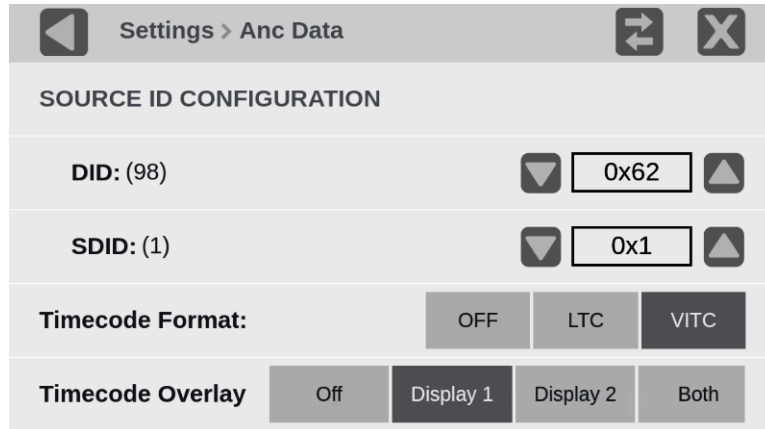 Settings > Anc Data
SOURCE ID CONFIGURATION
DID: (98) 0x62
SDID: (1) 0x1
Timecode Format: OFF LTC VITC
Timecode Overlay Off Display 1 Display 2 Both